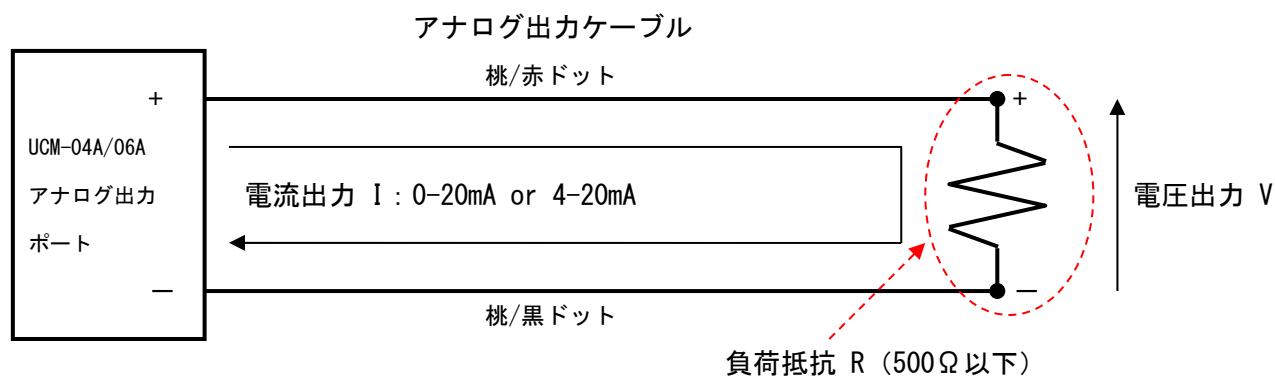 アナログ出力ケーブル
桃/赤ドット
+
+
UCM-04A/06A
アナログ出力
ポート
電流出力 I：0-20mA or 4-20mA
電圧出力 V
－
－
桃/黒ドット
負荷抵抗 R（500Ω以下）